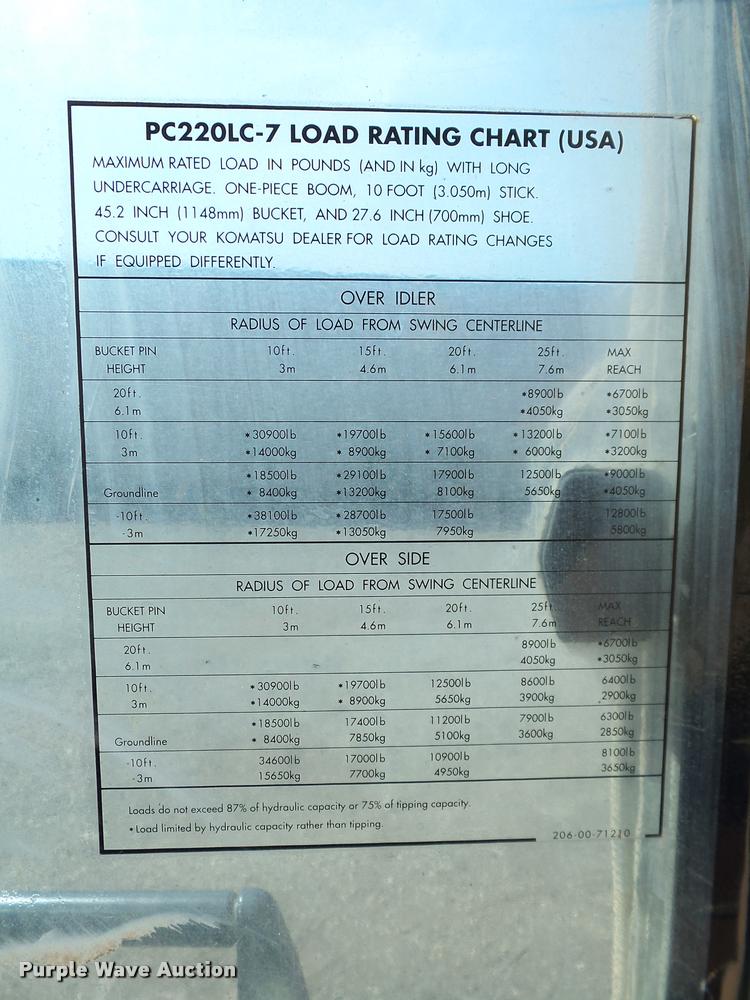 PC220LC-7 LOAD RATING CHART (USA)
MAXIMUM RATED LOAD IN POUNDS (AND IN kg) WITH LONG
UNDERCARRIAGE. ONE-PIECE BOOM, 10 FOOT (3.050m) STICK.
45.2 INCH (1148mm) BUCKET, AND 27.6 INCH (700mm) SHOE.
CONSULT YOUR KOMATSU DEALER FOR LOAD RATING CHANGES
IF EQUIPPED DIFFERENTLY.
OVER IDLER
RADIUS OF LOAD FROM SWING CENTERLINE
BUCKET PIN 10ft. 15ft. 20ft. 25ft. MAX
HEIGHT 3m 4.6m 6.1m 7.6m REACH
20ft. *8900lb *6700lb
6.1m *4050kg *3050kg
10ft. *30900lb *19700lb *15600lb *13200lb *7100lb
3m *14000kg * 8900kg * 7100kg * 6000kg *3200kg
*18500lb *29100lb 17900lb 12500lb *9000lb
Groundline * 8400kg *13200kg 8100kg 5650kg *4050kg
-10ft. *38100lb *28700lb 17500lb 12800lb
-3m *17250kg *13050kg 7950kg 5800kg
OVER SIDE
RADIUS OF LOAD FROM SWING CENTERLINE
BUCKET PIN 10ft. 15ft. 20ft. 25ft. MAX
HEIGHT 3m 4.6m 6.1m 7.6m REACH
20ft. 8900lb *6700lb
6.1m 4050kg *3050kg
10ft. *30900lb *19700lb 12500lb 8600lb 6400lb
3m *14000kg * 8900kg 5650kg 3900kg 2900kg
*18500lb 17400lb 11200lb 7900lb 6300lb
Groundline * 8400kg 7850kg 5100kg 3600kg 2850kg
-10ft. 34600lb 17000lb 10900lb 8100lb
-3m 15650kg 7700kg 4950kg 3650kg
Loads do not exceed 87% of hydraulic capacity or 75% of tipping capacity.
*Load limited by hydraulic capacity rather than tipping.
206-00-71210
Purple Wave Auction